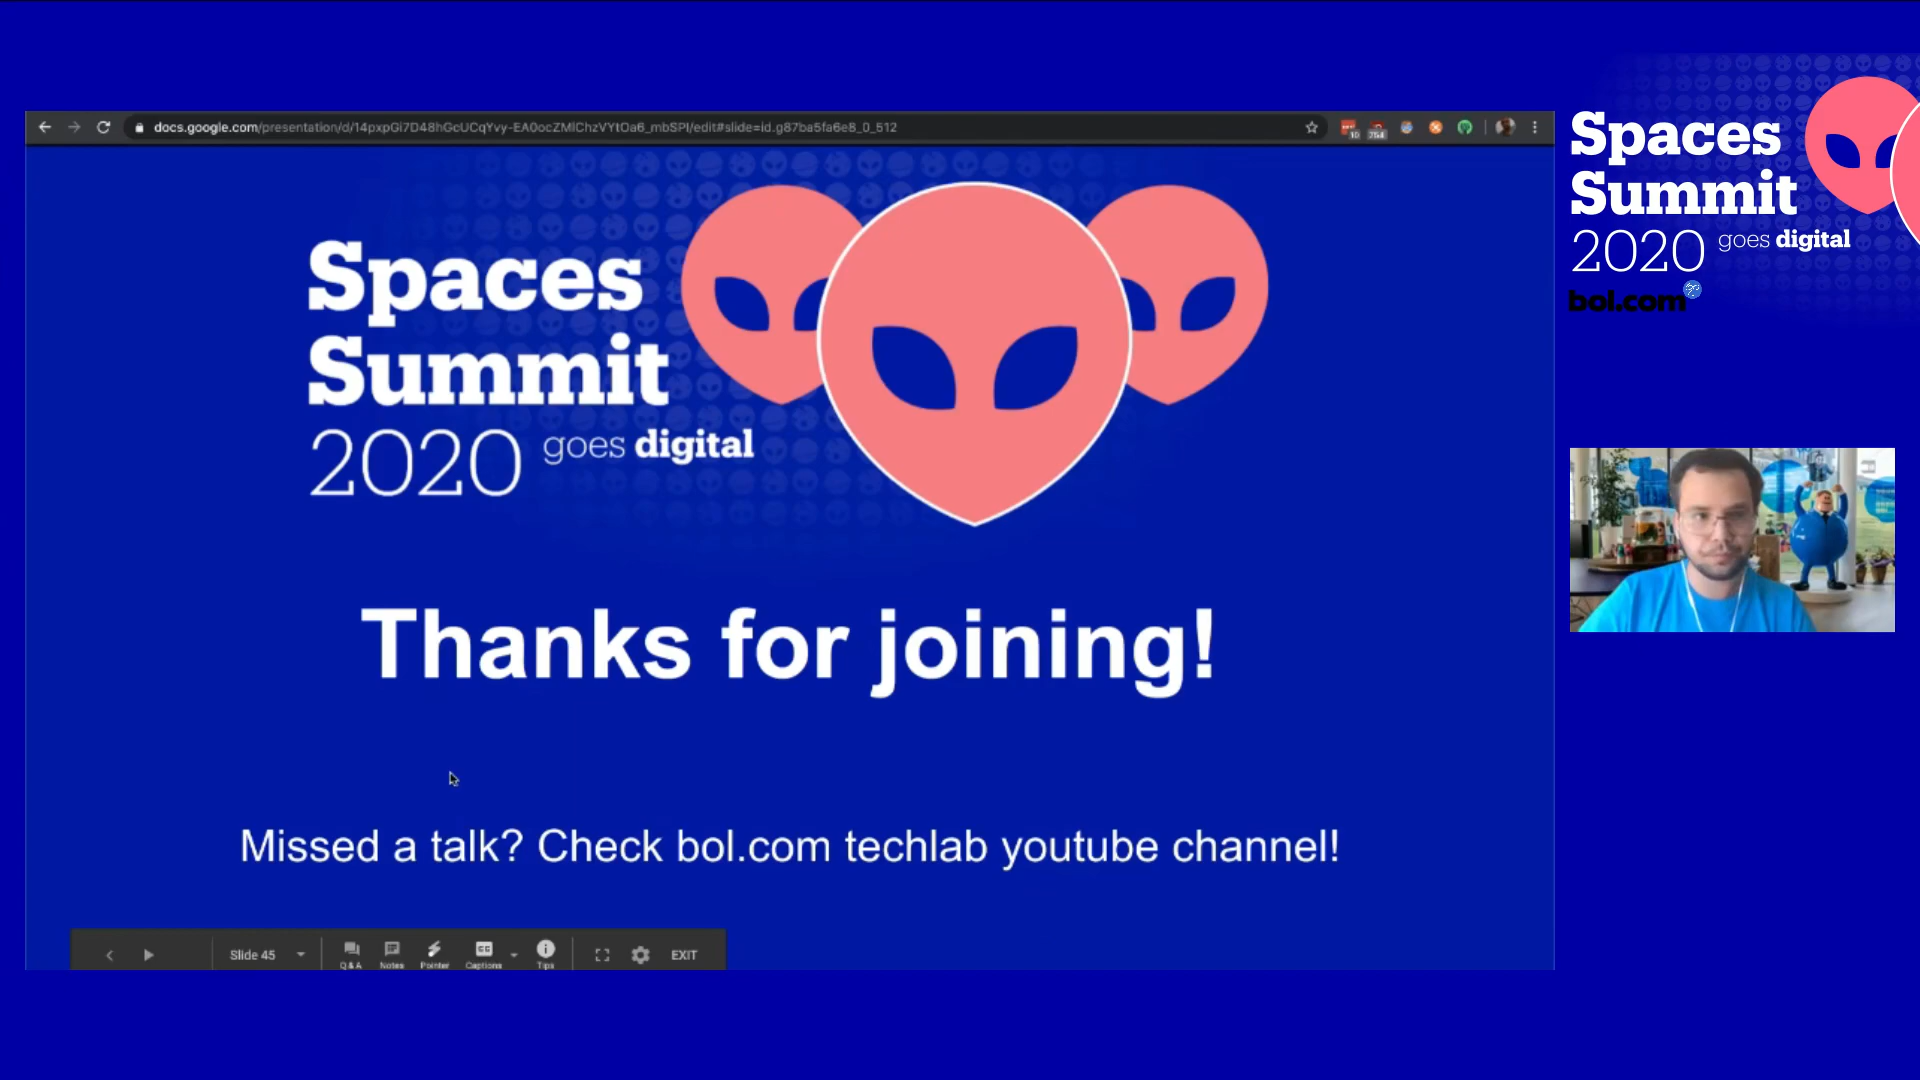 docs.google.com/presentation/d/14pxpGi7D48hGcUCqYvy-EA0ocZMlChzVYtOa6_mbSPI/edit#slide=id.g87ba5fa6e8_0_512
Spaces
Summit
2020 goes digital
Thanks for joining!
Missed a talk? Check bol.com techlab youtube channel!
Slide 45
Q&A
Notes
Pointer
Captions
Tips
EXIT
Spaces
Summit
2020 goes digital
bol.com